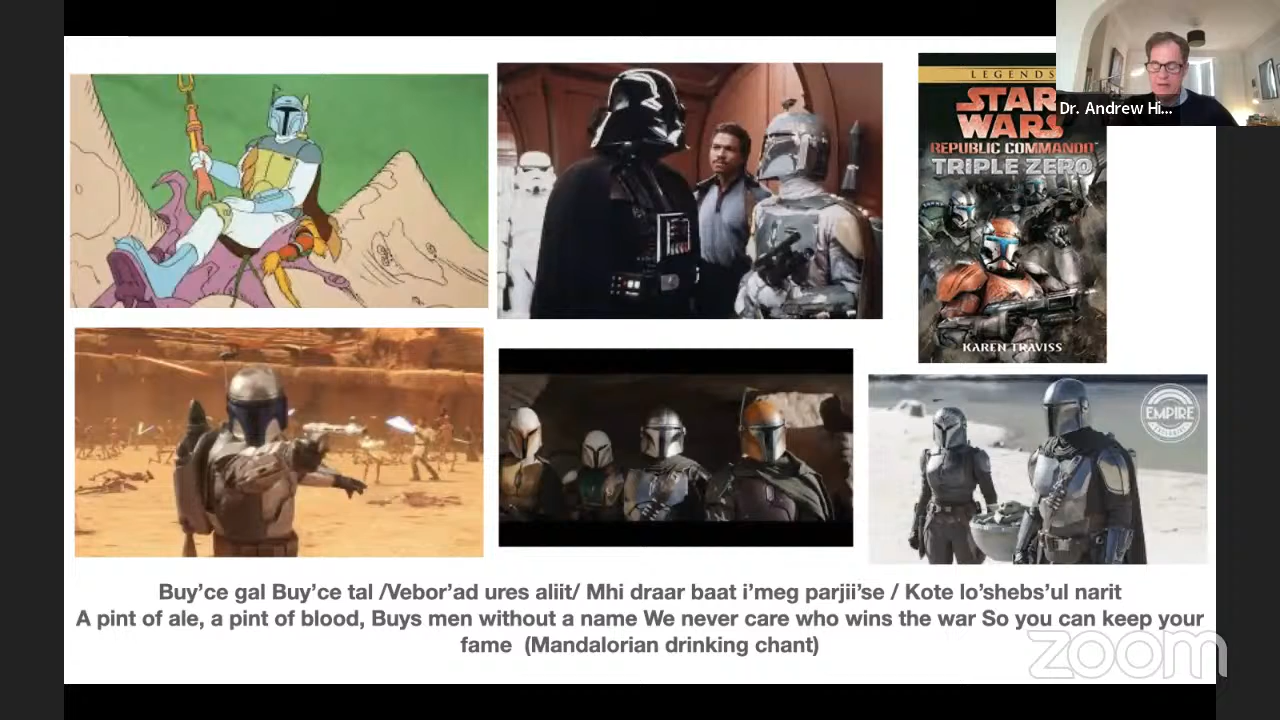 LEGENDS
STAR
WARS
REPUBLIC COMMANDO
TRIPLE ZERO
KAREN TRAVISS
Dr. Andrew Hi...
EMPIRE
Buy'ce gal Buy'ce tal /Vebor'ad ures aliit/ Mhi draar baat i'meg parjii'se / Kote lo'shebs'ul narit
A pint of ale, a pint of blood, Buys men without a name We never care who wins the war So you can keep your
fame (Mandalorian drinking chant)
zoom